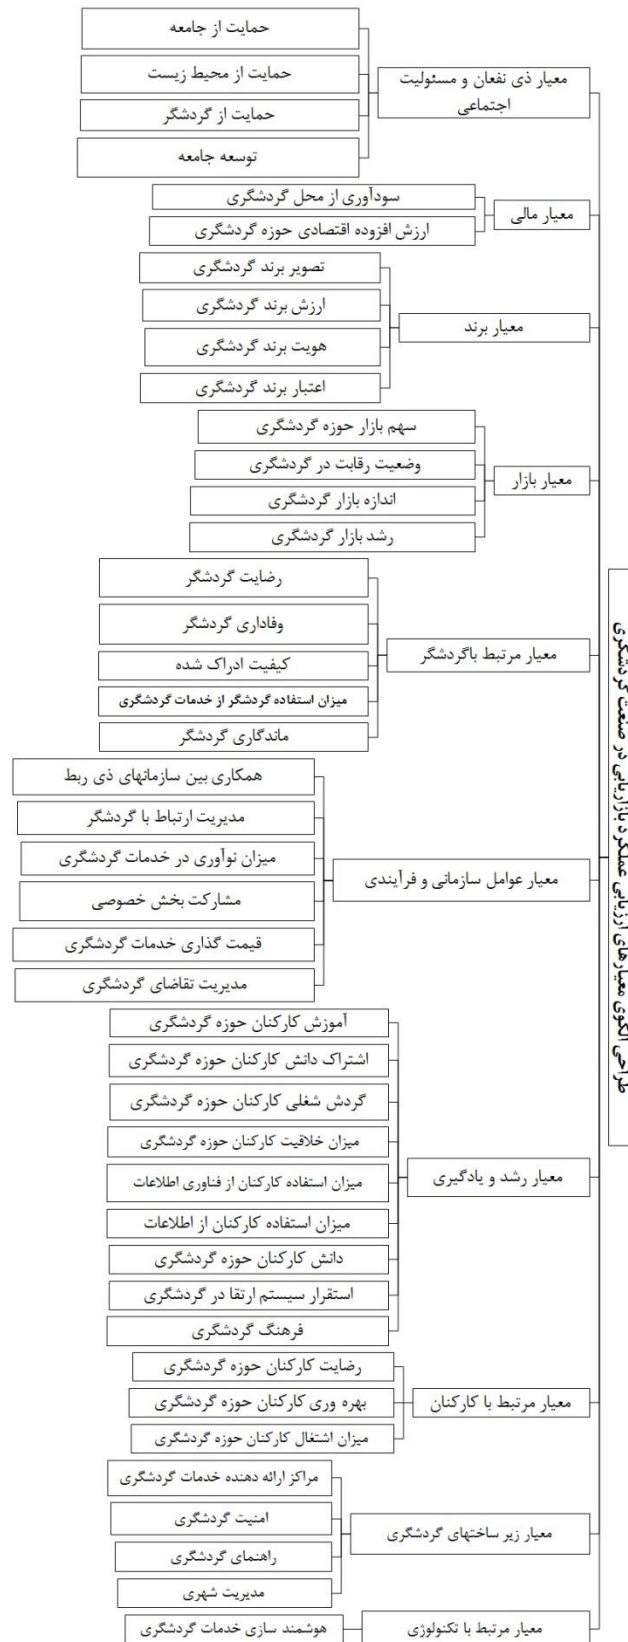 طراحی الگوی معیارهای ارزیابی عملکرد بازاریابی در صنعت گردشگری
معیار ذی نفعان و مسئولیت
اجتماعی
حمایت از جامعه
حمایت از محیط زیست
حمایت از گردشگر
توسعه جامعه
معیار مالی
سودآوری از محل گردشگری
ارزش افزوده اقتصادی حوزه گردشگری
معیار برند
تصویر برند گردشگری
ارزش برند گردشگری
هویت برند گردشگری
اعتبار برند گردشگری
معیار بازار
سهم بازار حوزه گردشگری
وضعیت رقابت در گردشگری
اندازه بازار گردشگری
رشد بازار گردشگری
معیار مرتبط باگردشگر
رضایت گردشگر
وفاداری گردشگر
کیفیت ادراک شده
میزان استفاده گردشگر از خدمات گردشگری
ماندگاری گردشگر
معیار عوامل سازمانی و فرآیندی
همکاری بین سازمانهای ذی ربط
مدیریت ارتباط با گردشگر
میزان نوآوری در خدمات گردشگری
مشارکت بخش خصوصی
قیمت گذاری خدمات گردشگری
مدیریت تقاضای گردشگری
معیار رشد و یادگیری
آموزش کارکنان حوزه گردشگری
اشتراک دانش کارکنان حوزه گردشگری
گردش شغلی کارکنان حوزه گردشگری
میزان خلاقیت کارکنان حوزه گردشگری
میزان استفاده کارکنان از فناوری اطلاعات
میزان استفاده کارکنان از اطلاعات
دانش کارکنان حوزه گردشگری
استقرار سیستم ارتقا در گردشگری
فرهنگ گردشگری
معیار مرتبط با کارکنان
رضایت کارکنان حوزه گردشگری
بهره وری کارکنان حوزه گردشگری
میزان اشتغال کارکنان حوزه گردشگری
معیار زیر ساختهای گردشگری
مراکز ارائه دهنده خدمات گردشگری
امنیت گردشگری
راهنمای گردشگری
مدیریت شهری
معیار مرتبط با تکنولوژی
هوشمند سازی خدمات گردشگری